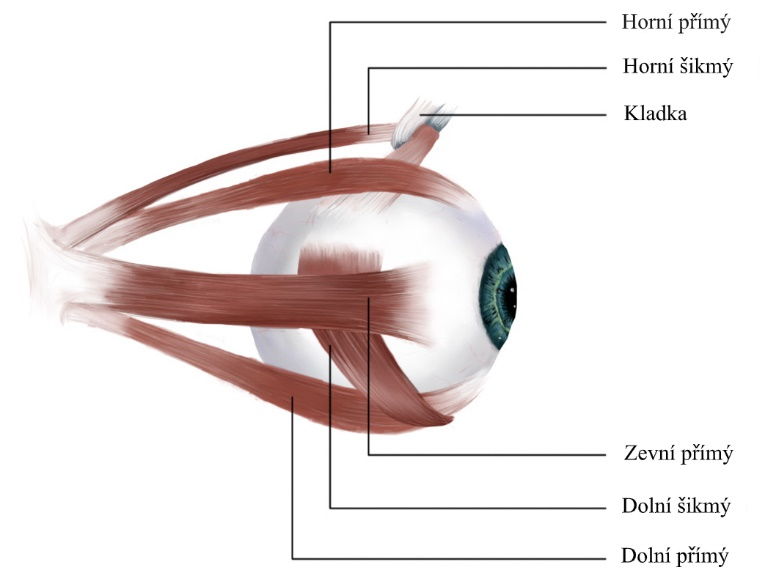 Horní přímý
Horní šikmý
Kladka
Zevní přímý
Dolní šikmý
Dolní přímý